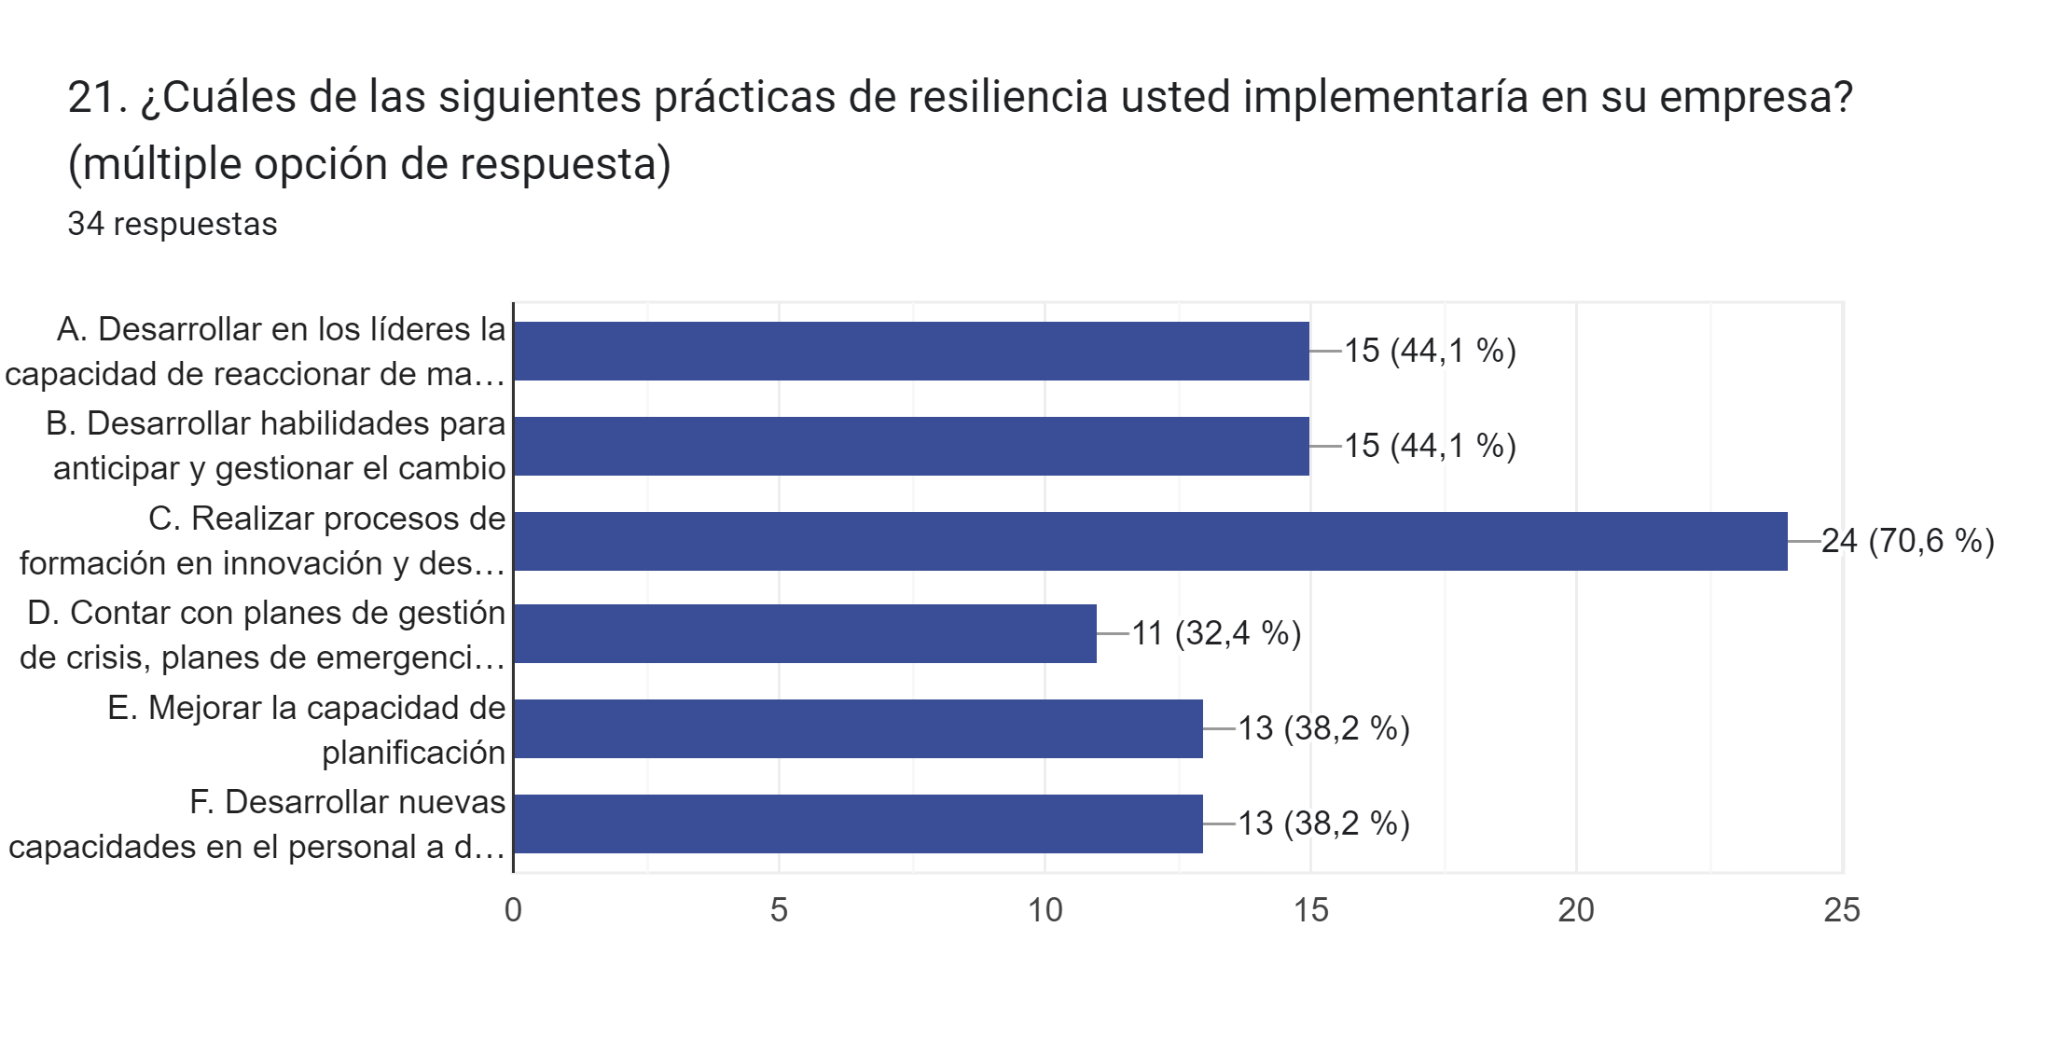 21. ¿Cuáles de las siguientes prácticas de resiliencia usted implementaría en su empresa?
(múltiple opción de respuesta)
34 respuestas
A. Desarrollar en los líderes la
capacidad de reaccionar de ma…
15 (44,1 %)
B. Desarrollar habilidades para
anticipar y gestionar el cambio
15 (44,1 %)
C. Realizar procesos de
formación en innovación y des…
24 (70,6 %)
D. Contar con planes de gestión
de crisis, planes de emergenci…
11 (32,4 %)
E. Mejorar la capacidad de
planificación
13 (38,2 %)
F. Desarrollar nuevas
capacidades en el personal a d…
13 (38,2 %)
0 5 10 15 20 25